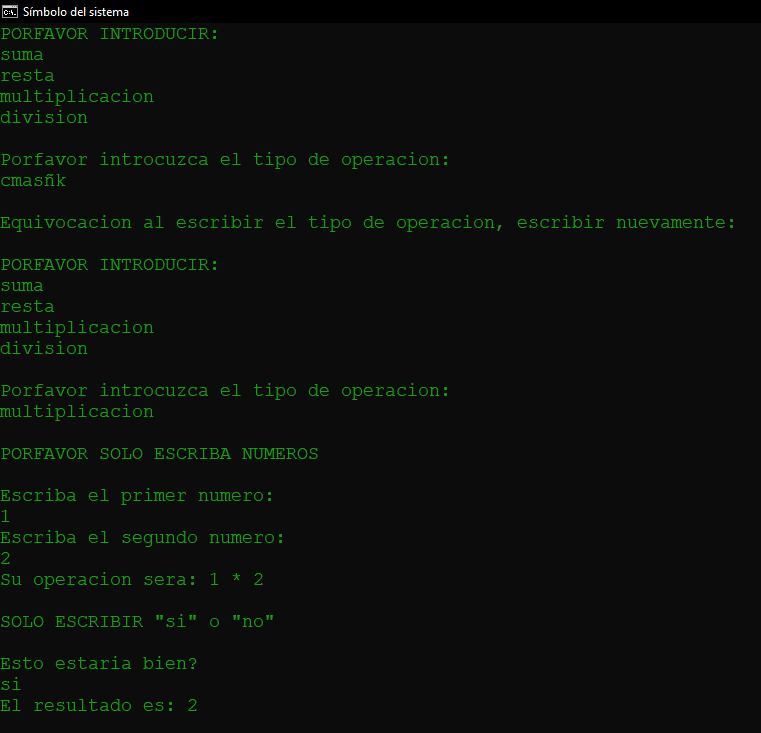 Símbolo del sistema
PORFAVOR INTRODUCIR:
suma
resta
multiplicacion
division
Porfavor introcuzca el tipo de operacion:
cmasñk
Equivocacion al escribir el tipo de operacion, escribir nuevamente:
PORFAVOR INTRODUCIR:
suma
resta
multiplicacion
division
Porfavor introcuzca el tipo de operacion:
multiplicacion
PORFAVOR SOLO ESCRIBA NUMEROS
Escriba el primer numero:
1
Escriba el segundo numero:
2
Su operacion sera: 1 * 2
SOLO ESCRIBIR "si" o "no"
Esto estaria bien?
si
El resultado es: 2